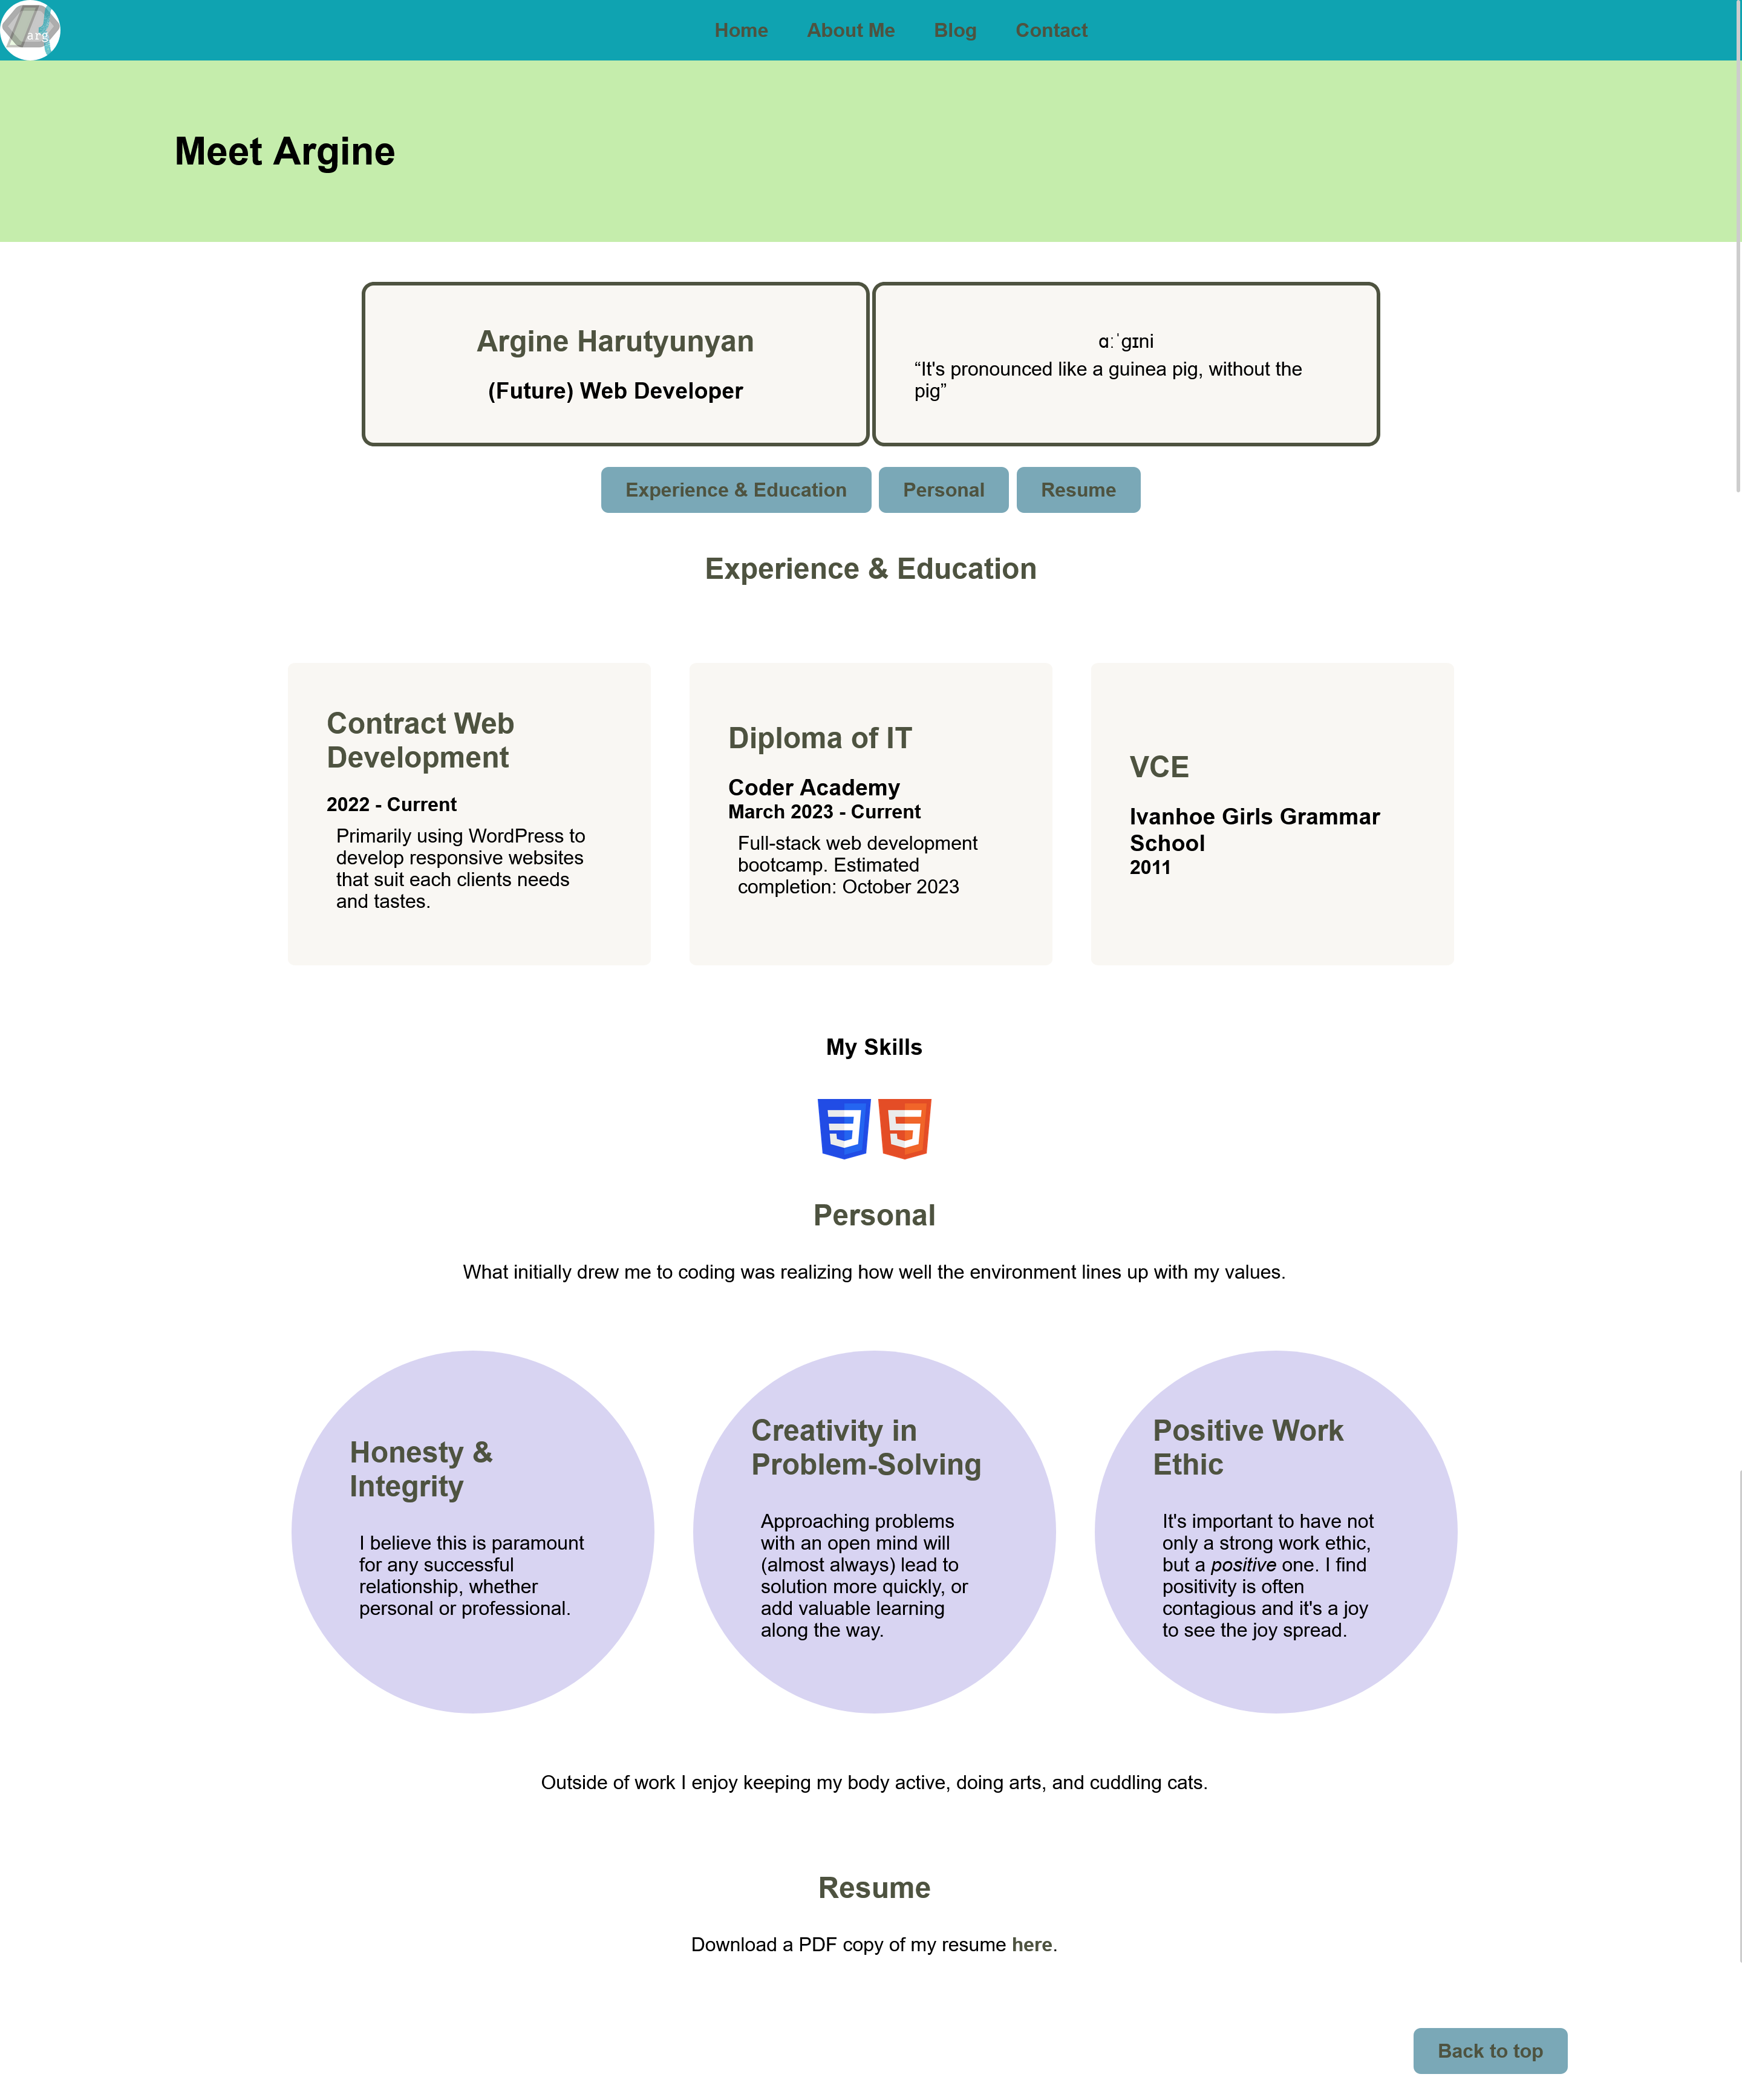 arg
Home About Me Blog Contact
Meet Argine
Argine Harutyunyan
(Future) Web Developer
ɑːˈɡɪni
“It's pronounced like a guinea pig, without the
pig”
Experience & Education Personal Resume
Experience & Education
Contract Web
Development
2022 - Current
Primarily using WordPress to
develop responsive websites
that suit each clients needs
and tastes.
Diploma of IT
Coder Academy
March 2023 - Current
Full-stack web development
bootcamp. Estimated
completion: October 2023
VCE
Ivanhoe Girls Grammar
School
2011
My Skills
Personal
What initially drew me to coding was realizing how well the environment lines up with my values.
Honesty &
Integrity
I believe this is paramount
for any successful
relationship, whether
personal or professional.
Creativity in
Problem-Solving
Approaching problems
with an open mind will
(almost always) lead to
solution more quickly, or
add valuable learning
along the way.
Positive Work
Ethic
It's important to have not
only a strong work ethic,
but a positive one. I find
positivity is often
contagious and it's a joy
to see the joy spread.
Outside of work I enjoy keeping my body active, doing arts, and cuddling cats.
Resume
Download a PDF copy of my resume here.
Back to top